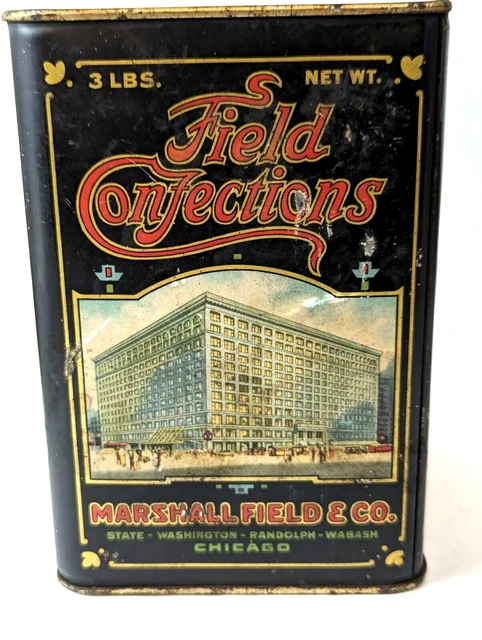 3 LBS. NET WT.
Field
Confections
MARSHALL FIELD & CO.
STATE - WASHINGTON - RANDOLPH - WABASH
CHICAGO